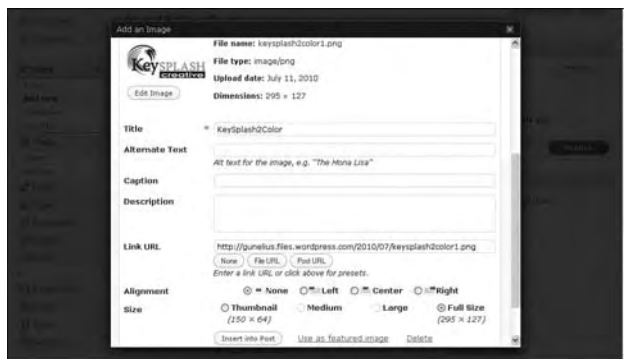 Add an Image
File name: keysplash2color1.png
KeySPLASH
creative
File type: image/png
Upload date: July 11, 2010
Edit Image
Dimensions: 295 × 127
Title * KeySplash2Color
Alternate Text
Alt text for the image, e.g. "The Mona Lisa"
Caption
Description
Link URL http://gunelius.files.wordpress.com/2010/07/keysplash2color1.png
None File URL Post URL
Enter a link URL or click above for presets.
Alignment None Left Center Right
Size Thumbnail Medium Large Full Size
(150 × 64) (295 × 127)
Insert into Post Use as featured image Delete